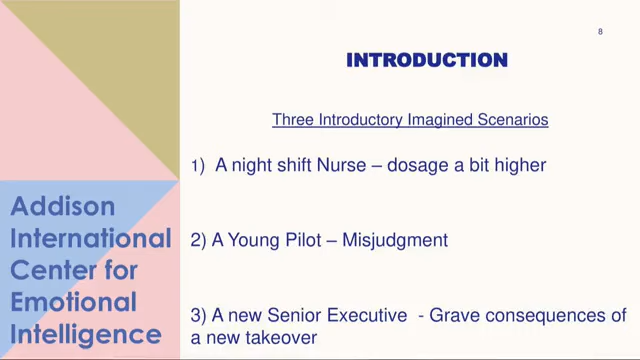 8
INTRODUCTION
Three Introductory Imagined Scenarios
1) A night shift Nurse – dosage a bit higher
2) A Young Pilot – Misjudgment
3) A new Senior Executive - Grave consequences of
a new takeover
Addison
International
Center for
Emotional
Intelligence